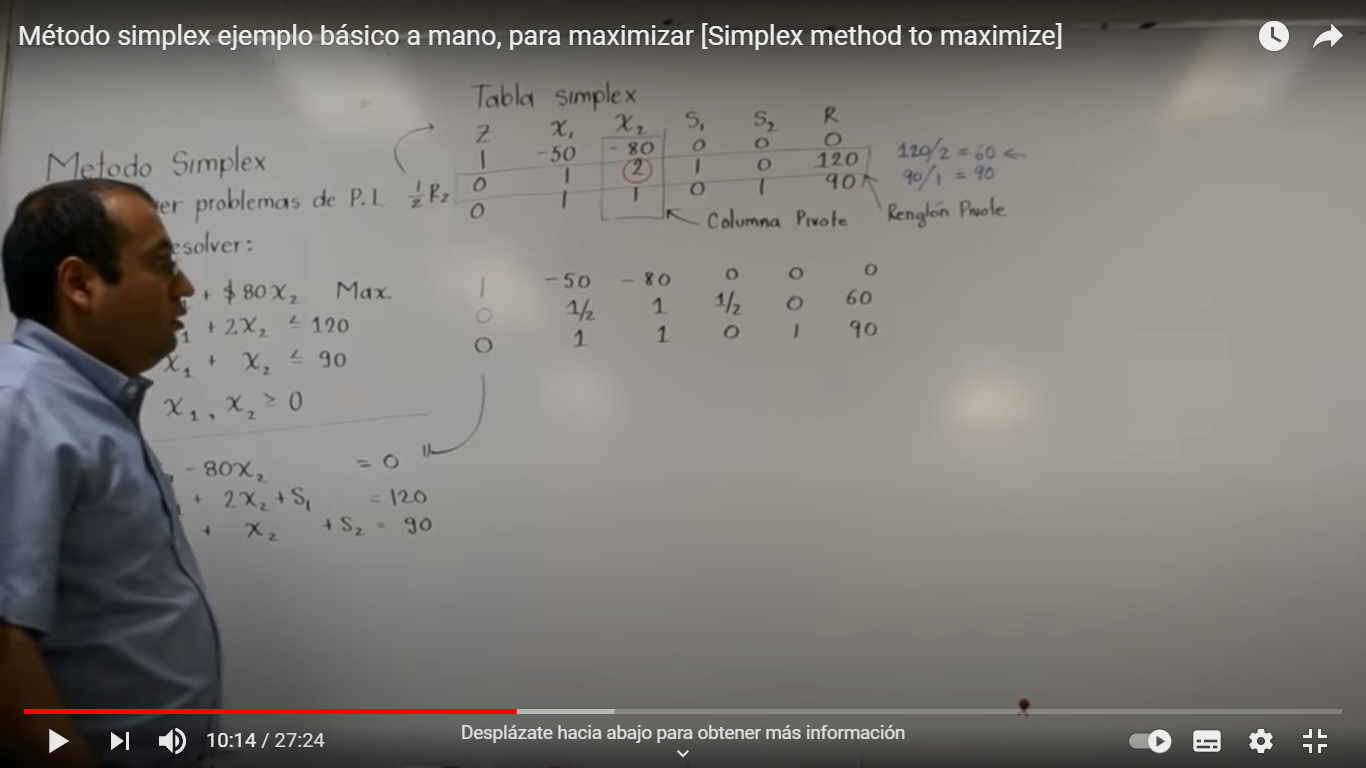 Método simplex ejemplo básico a mano, para maximizar [Simplex method to maximize]
Tabla simplex
Z X₁ X₂ S₁ S₂ R
1 -50 -80 0 0 0
0 1 2 1 0 120
0 1 1 0 1 90
120/2 = 60 ←
90/1 = 90
½R₂
Columna Pivote
Renglón Pivote
Metodo Simplex
problemas de P.L
esolver:
+ $80X₂ Max.
+ 2X₂ ≤ 120
X₁ + X₂ ≤ 90
X₁, X₂ ≥ 0
1 -50 -80 0 0 0
0 1/2 1 1/2 0 60
0 1 1 0 1 90
- 80X₂ = 0
+ 2X₂ + S₁ = 120
+ X₂ + S₂ = 90
10:14 / 27:24
Desplázate hacia abajo para obtener más información